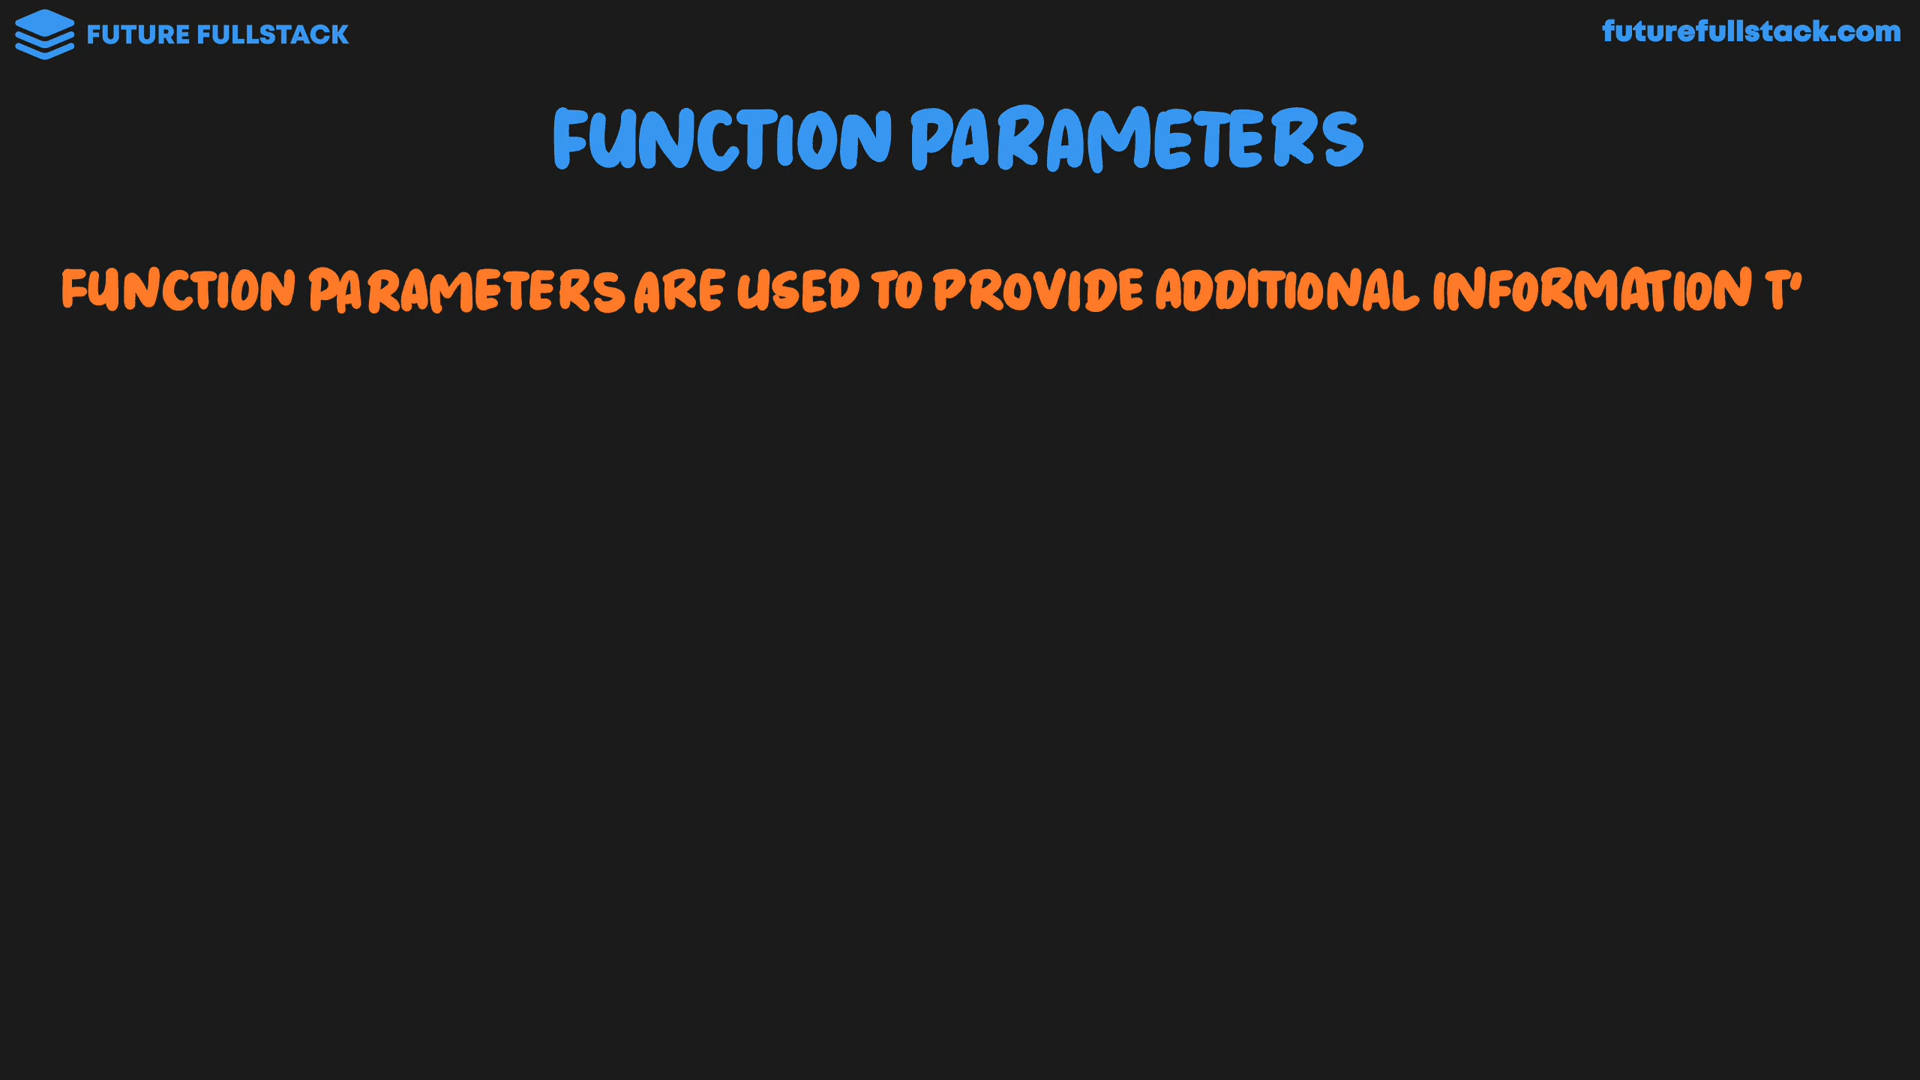 FUTURE FULLSTACK
futurefullstack.com
FUNCTION PARAMETERS
FUNCTION PARAMETERS ARE USED TO PROVIDE ADDITIONAL INFORMATION T